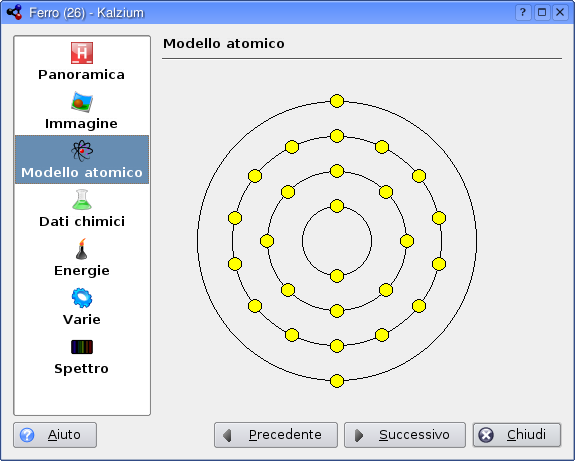 Ferro (26) - Kalzium
Modello atomico
H
Panoramica
Immagine
Modello atomico
Dati chimici
Energie
Varie
Spettro
? Aiuto
Precedente
Successivo
Chiudi